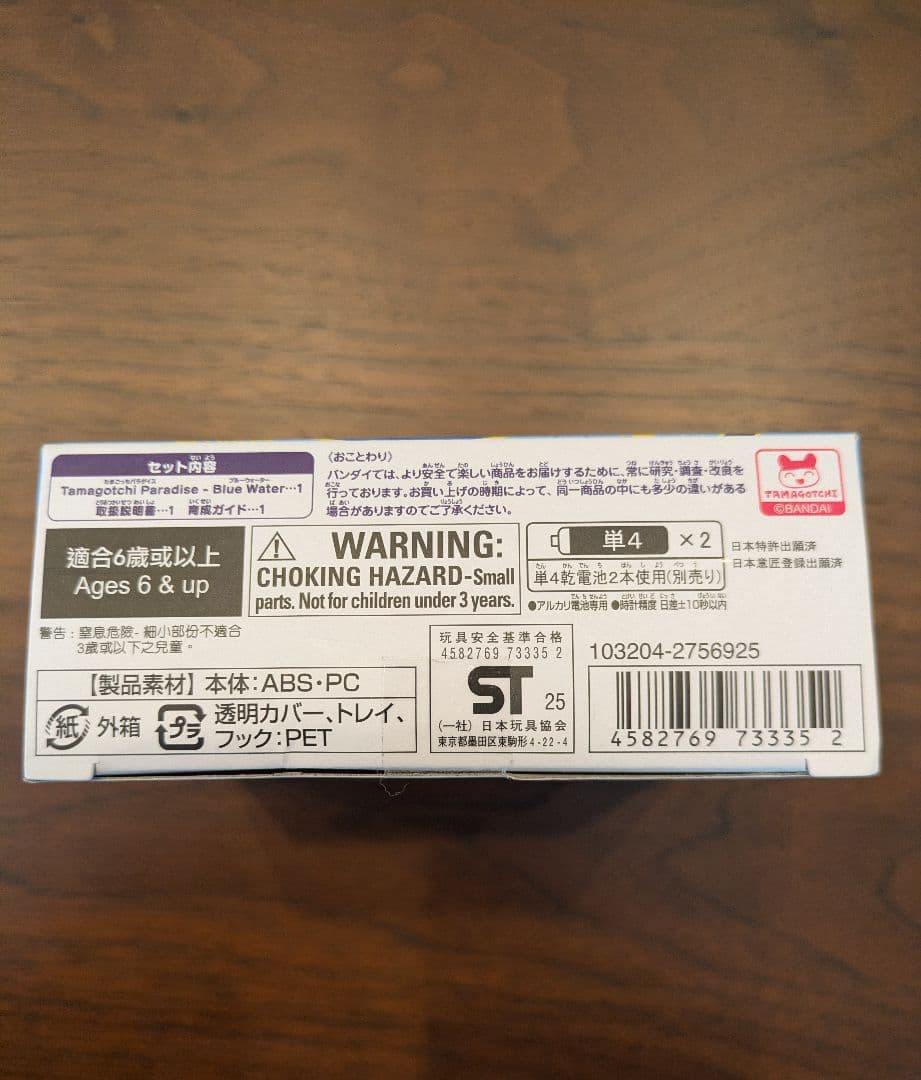 セット内容
Tamagotchi Paradise - Blue Water…1
取扱説明書…1 育成ガイド…1
〈おことわり〉
バンダイでは、より安全で楽しい商品をお届けするために、常に研究・調査・改良を
行っております。お買い上げの時期によって、同一商品の中にも多少の違いがある
場合がありますのでご了承ください。
TAMAGOTCHI
©BANDAI
適合6歲或以上
Ages 6 & up
警告：窒息危險- 細小部份不適合
3歲或以下之兒童。
WARNING:
CHOKING HAZARD-Small
parts. Not for children under 3 years.
単4 ×2
単4乾電池2本使用(別売り)
●アルカリ電池専用 ●時計精度 日差±10秒以内
日本特許出願済
日本意匠登録出願済
【製品素材】本体：ABS・PC
紙 外箱
プラ 透明カバー、トレイ、
フック：PET
玩具安全基準合格
4582769 73335 2
ST 25
(一社) 日本玩具協会
東京都墨田区東駒形4-22-4
103204-2756925
4582769 73335 2